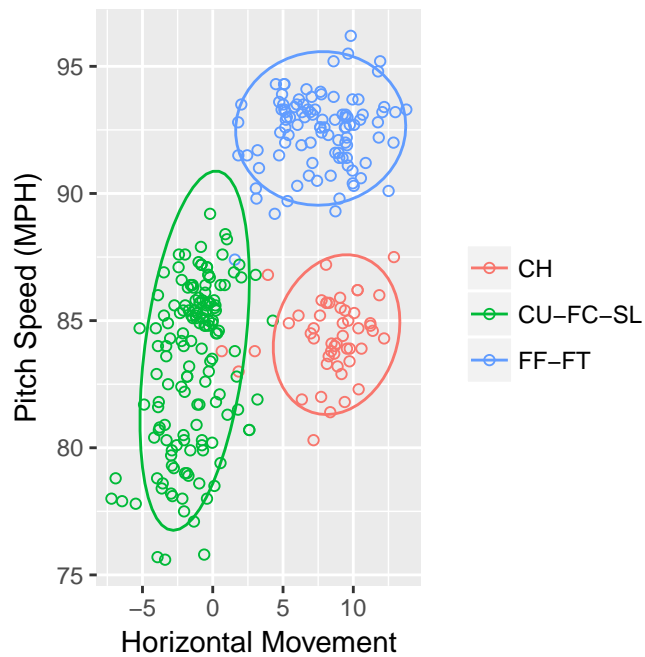 Pitch Speed (MPH)
95
90
85
80
75
−5
0
5
10
Horizontal Movement
CH
CU−FC−SL
FF−FT